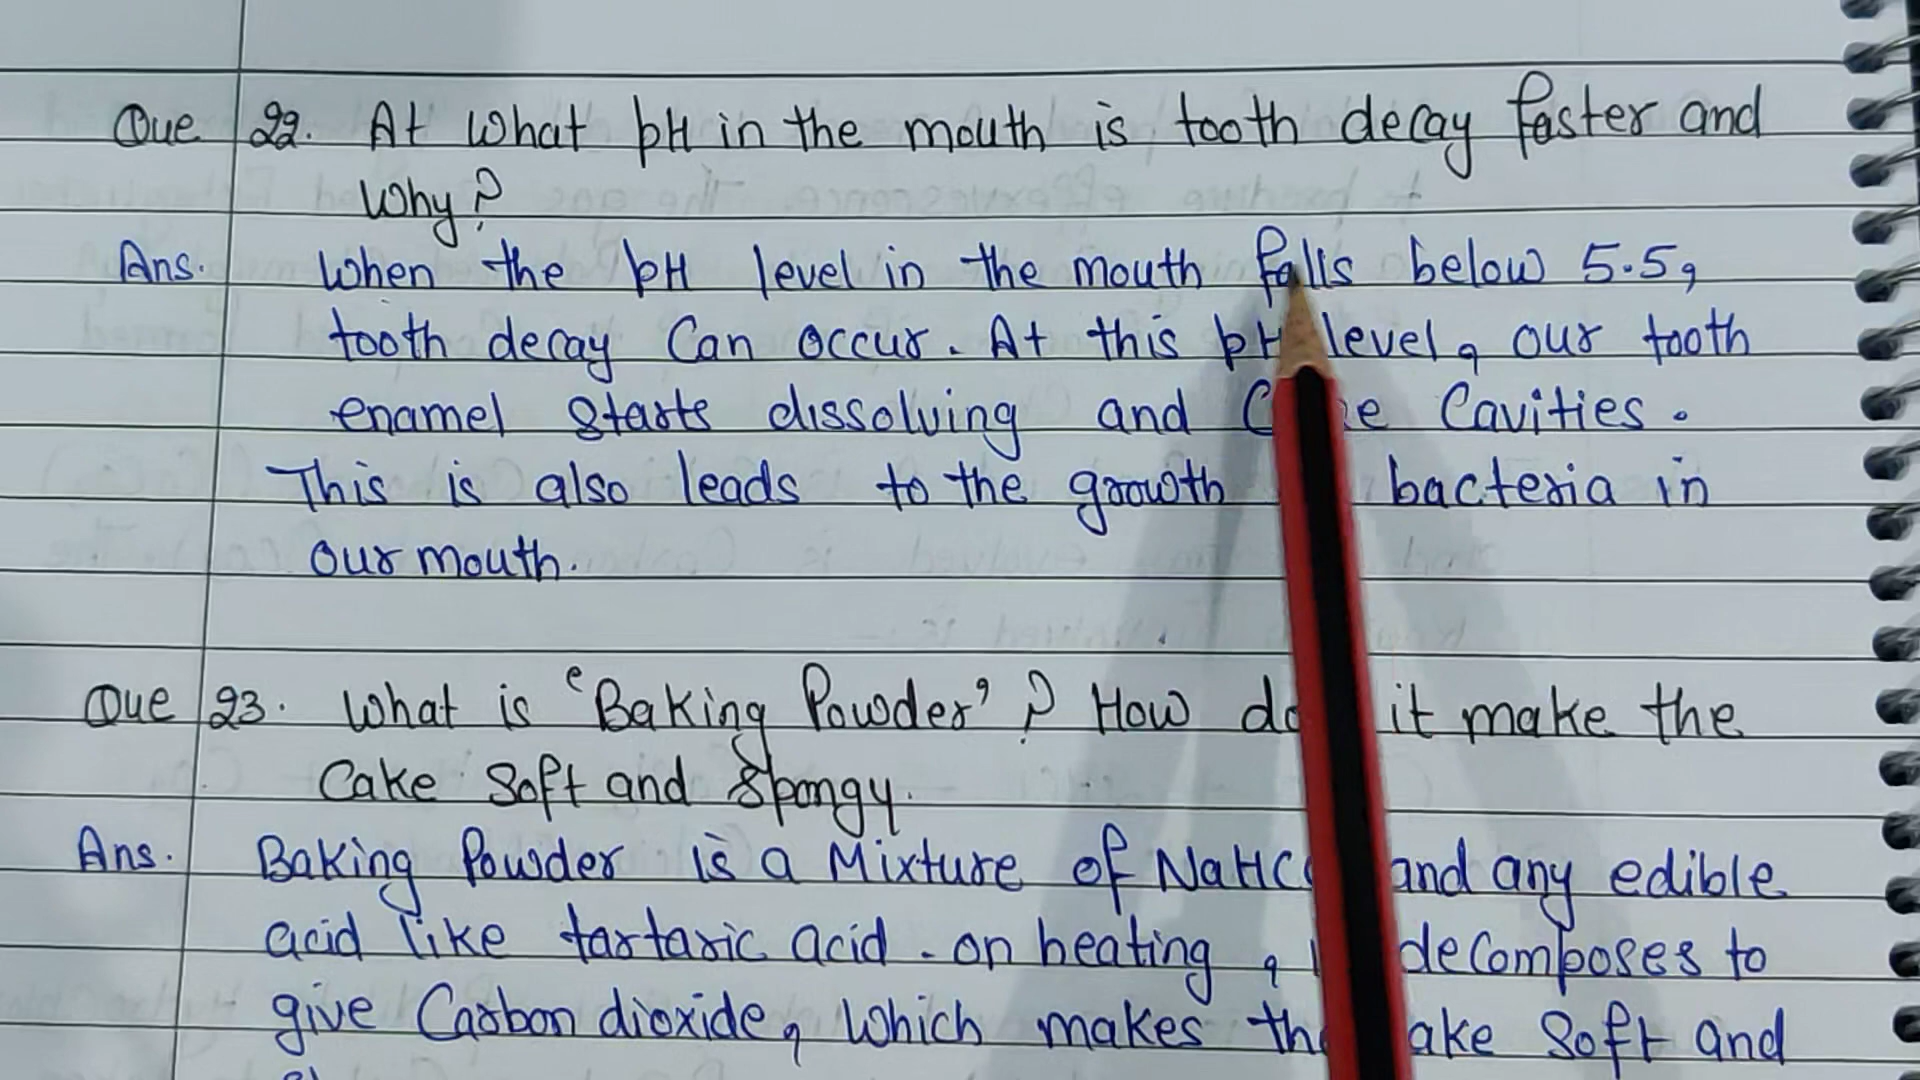 Que 22. At what pH in the mouth is tooth decay faster and
Why?
Ans. When the pH level in the mouth falls below 5.5,
tooth decay Can occur. At this pH level, our tooth
enamel starts dissolving and Cavities.
This is also leads to the growth bacteria in
our mouth.
Que 23. What is 'Baking Powder'? How it make the
Cake Soft and Spongy.
Ans. Baking Powder is a Mixture of and any edible
acid like tartaric acid. on heating, decomposes to
give Carbon dioxide, which makes Soft and